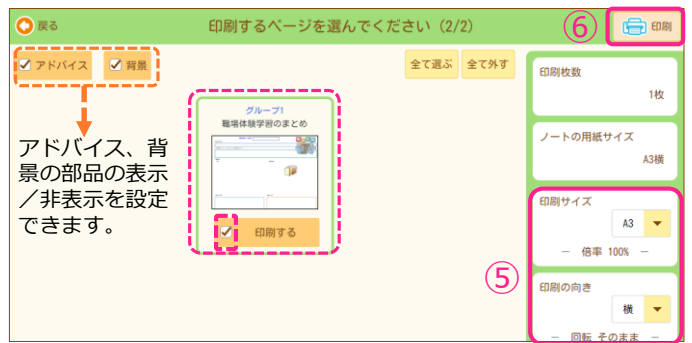 戻る
印刷するページを選んでください（2/2）
⑥
印刷
アドバイス
背景
全て選ぶ
全て外す
アドバイス、背
景の部品の表示
／非表示を設定
できます。
グループ1
職場体験学習のまとめ
印刷する
印刷枚数
1枚
ノートの用紙サイズ
A3横
⑤
印刷サイズ
A3
－ 倍率 100% －
印刷の向き
横
－ 回転 そのまま －